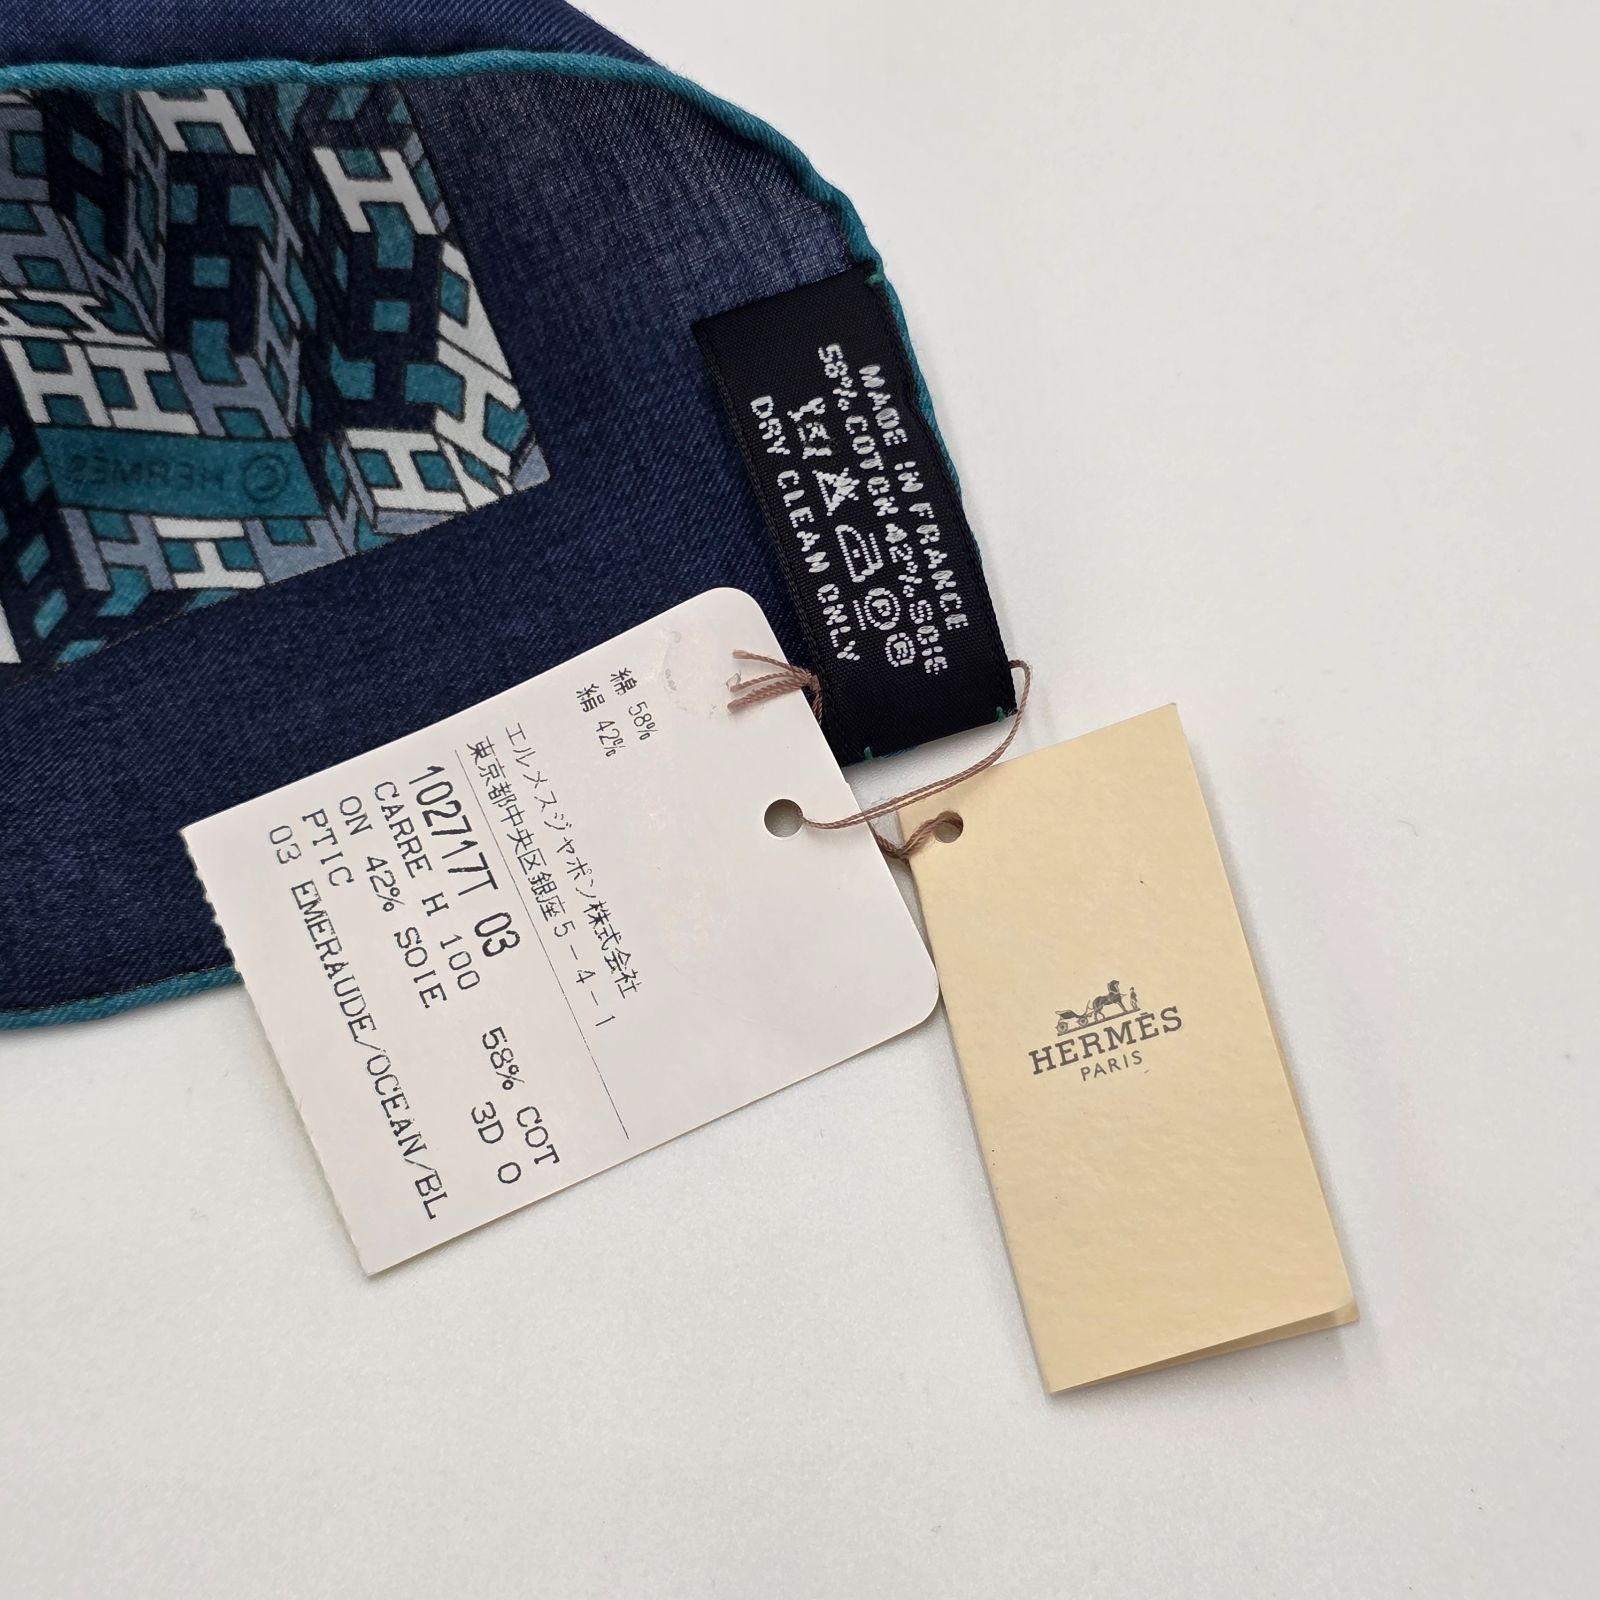 ©HERMÈS
MADE IN FRANCE
58% COTON 42% SOIE
DRY CLEAN ONLY
綿 58%
絹 42%
エルメスジャポン株式会社
東京都中央区銀座5-4-1
102717T 03
CARRE H 100 58% COT
ON 42% SOIE 3D O
PTIC
03 EMERAUDE/OCEAN/BL
HERMÈS
PARIS